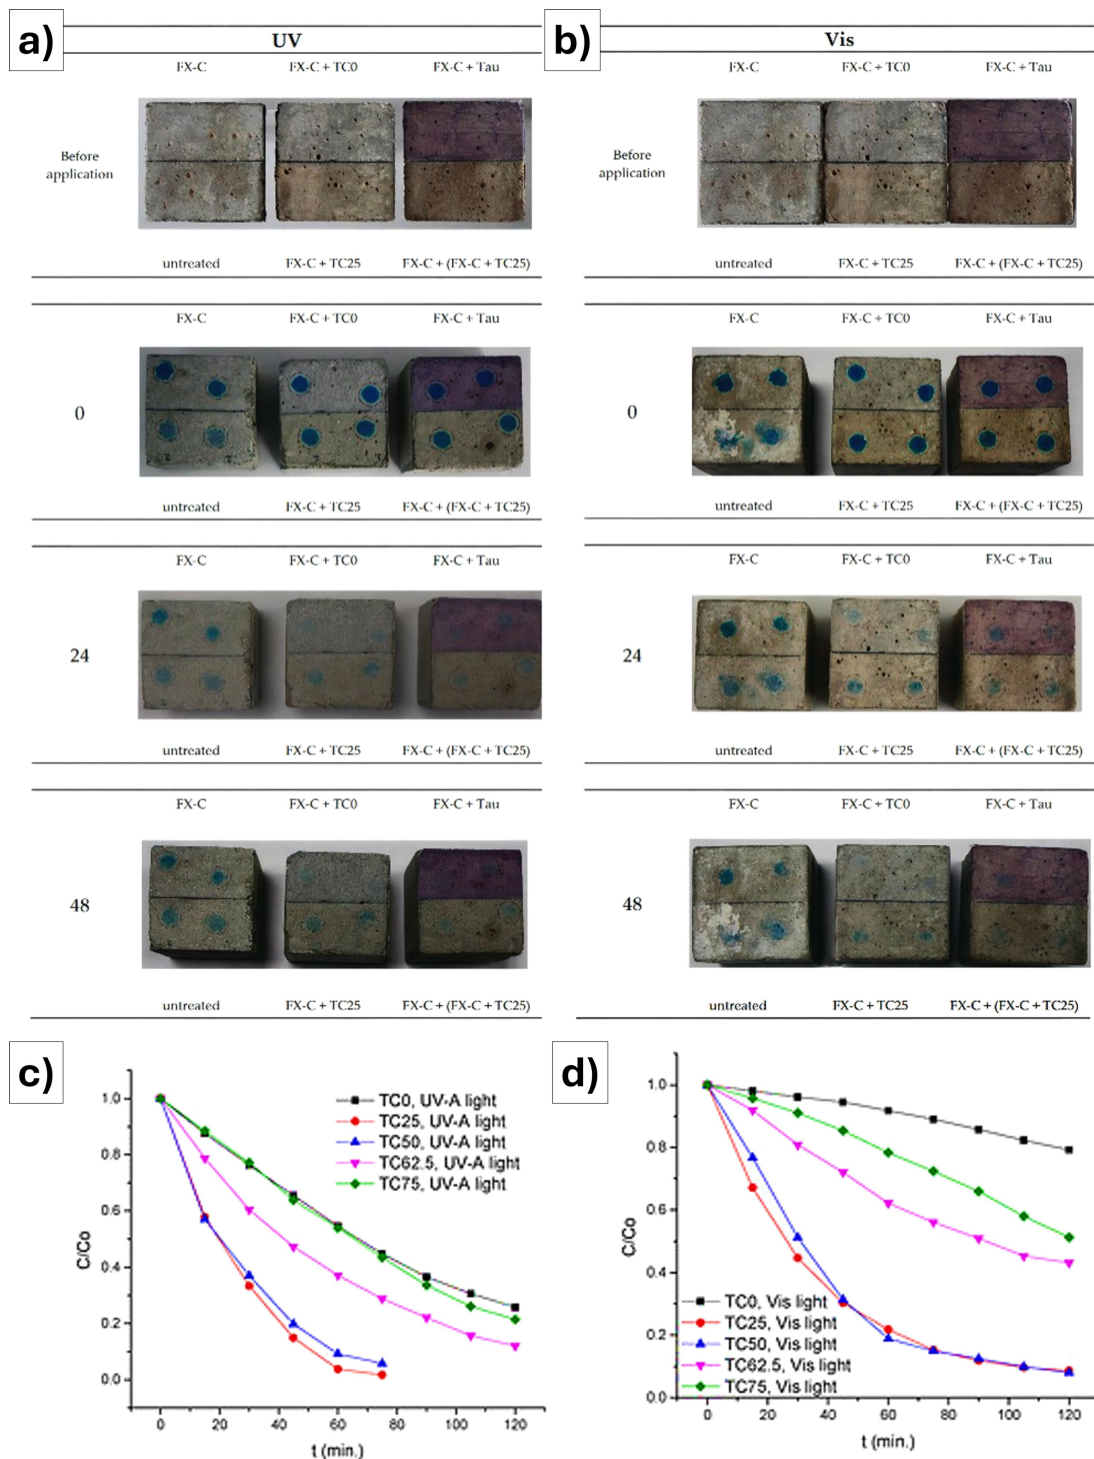 a)
UV
FX-C FX-C + TC0 FX-C + Tau
Before
application
untreated FX-C + TC25 FX-C + (FX-C + TC25)
FX-C FX-C + TC0 FX-C + Tau
0
untreated FX-C + TC25 FX-C + (FX-C + TC25)
FX-C FX-C + TC0 FX-C + Tau
24
untreated FX-C + TC25 FX-C + (FX-C + TC25)
FX-C FX-C + TC0 FX-C + Tau
48
untreated FX-C + TC25 FX-C + (FX-C + TC25)
b)
Vis
FX-C FX-C + TC0 FX-C + Tau
Before
application
untreated FX-C + TC25 FX-C + (FX-C + TC25)
FX-C FX-C + TC0 FX-C + Tau
0
untreated FX-C + TC25 FX-C + (FX-C + TC25)
FX-C FX-C + TC0 FX-C + Tau
24
untreated FX-C + TC25 FX-C + (FX-C + TC25)
FX-C FX-C + TC0 FX-C + Tau
48
untreated FX-C + TC25 FX-C + (FX-C + TC25)
c)
TC0, UV-A light
TC25, UV-A light
TC50, UV-A light
TC62.5, UV-A light
TC75, UV-A light
C/Co
1.0
0.8
0.6
0.4
0.2
0.0
0 20 40 60 80 100 120
t (min.)
d)
C/Co
1.0
0.8
0.6
0.4
0.2
0.0
TC0, Vis light
TC25, Vis light
TC50, Vis light
TC62.5, Vis light
TC75, Vis light
0 20 40 60 80 100 120
t (min.)